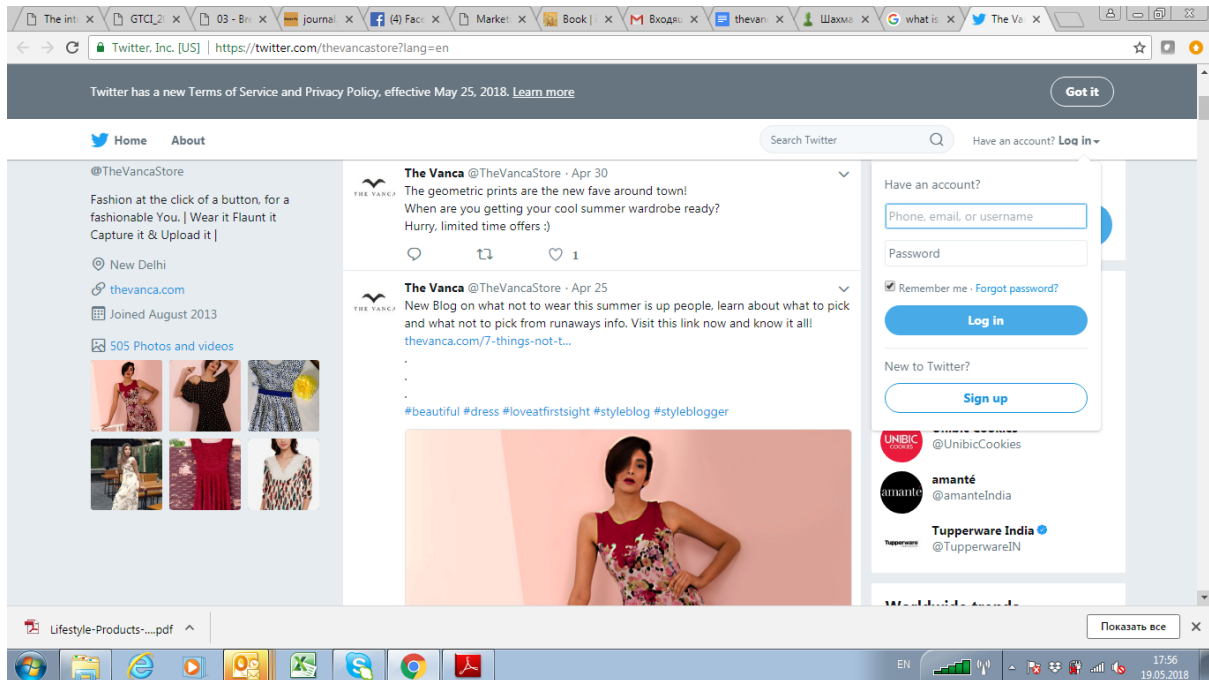 The int
GTCI_2
03 - Bre
journal.
(4) Face
Market
Book |
Входящ
thevan
Шахма
what is
The Va
Twitter, Inc. [US] | https://twitter.com/thevancastore?lang=en
Twitter has a new Terms of Service and Privacy Policy, effective May 25, 2018. Learn more
Got it
Home About
Search Twitter
Have an account? Log in
@TheVancaStore
Fashion at the click of a button, for a
fashionable You. | Wear it Flaunt it
Capture it & Upload it |
New Delhi
thevanca.com
Joined August 2013
505 Photos and videos
THE VANCA
The Vanca @TheVancaStore · Apr 30
The geometric prints are the new fave around town!
When are you getting your cool summer wardrobe ready?
Hurry, limited time offers :)
1
THE VANCA
The Vanca @TheVancaStore · Apr 25
New Blog on what not to wear this summer is up people, learn about what to pick
and what not to pick from runaways info. Visit this link now and know it all!
thevanca.com/7-things-not-t...
.
.
.
#beautiful #dress #loveatfirstsight #styleblog #styleblogger
Have an account?
Phone, email, or username
Password
Remember me · Forgot password?
Log in
New to Twitter?
Sign up
UNIBIC
COOKIES
Unibic Cookies
@UnibicCookies
amanté
amanté
@amanteIndia
Tupperware
Tupperware India
@TupperwareIN
Worldwide trends
Lifestyle-Products-....pdf
Показать все
EN
17:56
19.05.2018